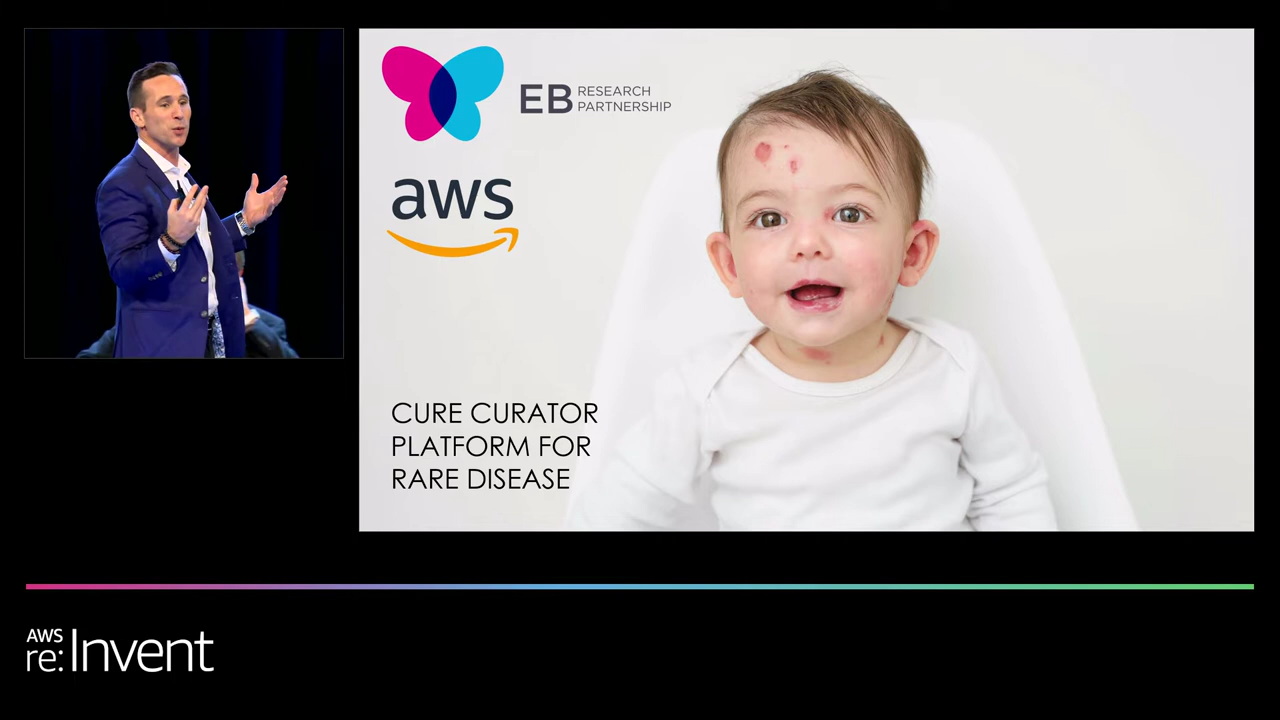 EB RESEARCH
PARTNERSHIP
aws
CURE CURATOR
PLATFORM FOR
RARE DISEASE
AWS
re:Invent